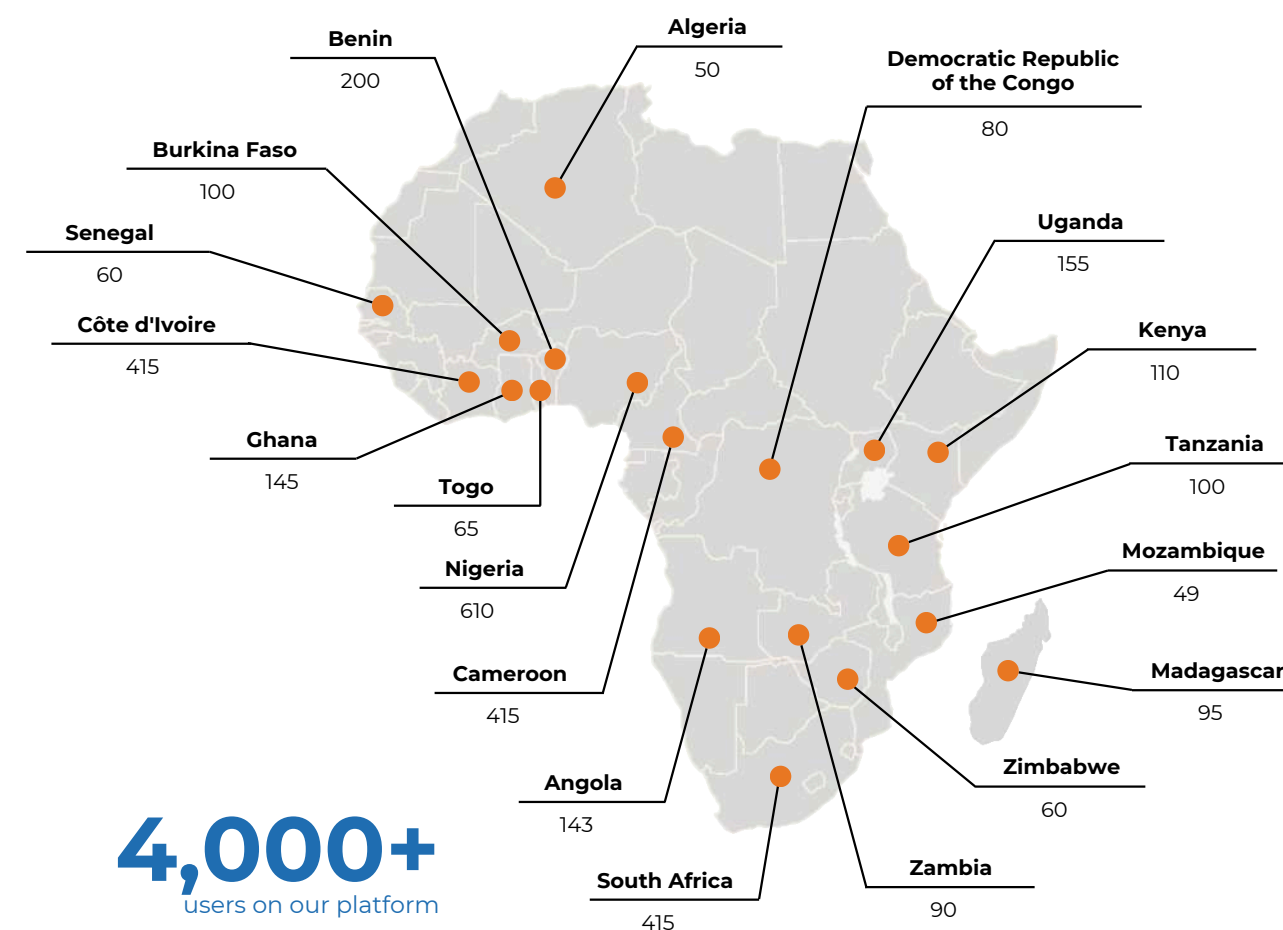 Algeria
50
Benin
200
Democratic Republic
of the Congo
80
Burkina Faso
100
Uganda
155
Senegal
60
Côte d'Ivoire
415
Kenya
110
Ghana
145
Tanzania
100
Togo
65
Mozambique
49
Nigeria
610
Cameroon
415
Madagascar
95
Zimbabwe
60
Angola
143
4,000+
users on our platform
South Africa
415
Zambia
90